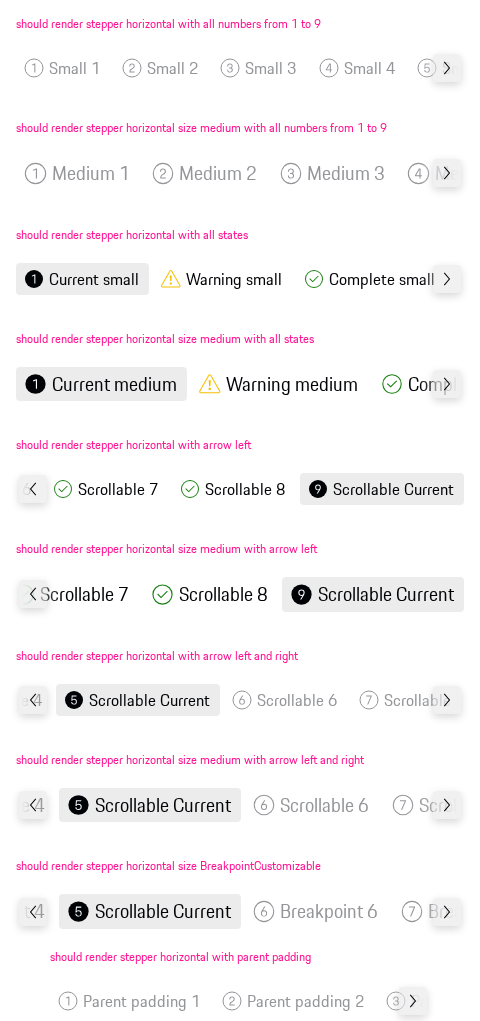 should render stepper horizontal with all numbers from 1 to 9
1 Small 1 2 Small 2 3 Small 3 4 Small 4 5
should render stepper horizontal size medium with all numbers from 1 to 9
1 Medium 1 2 Medium 2 3 Medium 3 4
should render stepper horizontal with all states
1 Current small Warning small Complete small
should render stepper horizontal size medium with all states
1 Current medium Warning medium Comp
should render stepper horizontal with arrow left
Scrollable 7 Scrollable 8 9 Scrollable Current
should render stepper horizontal size medium with arrow left
Scrollable 7 Scrollable 8 9 Scrollable Current
should render stepper horizontal with arrow left and right
4 5 Scrollable Current 6 Scrollable 6 7 Scrollab
should render stepper horizontal size medium with arrow left and right
4 5 Scrollable Current 6 Scrollable 6 7 Sc
should render stepper horizontal size BreakpointCustomizable
4 5 Scrollable Current 6 Breakpoint 6 7 B
should render stepper horizontal with parent padding
1 Parent padding 1 2 Parent padding 2 3